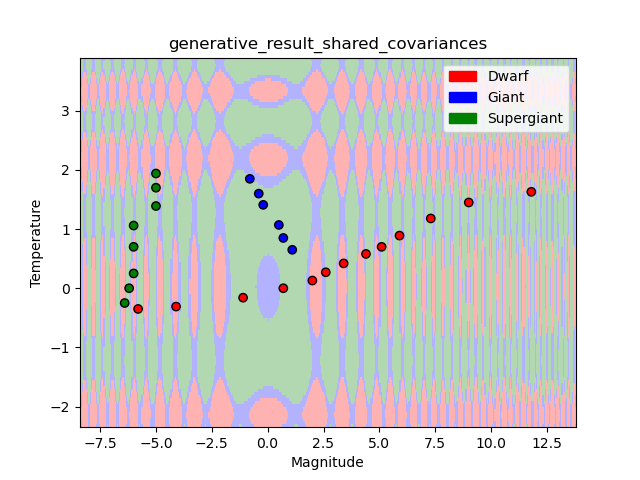 generative_result_shared_covariances
Dwarf
Giant
Supergiant
Temperature
3
2
1
0
−1
−2
−7.5 −5.0 −2.5 0.0 2.5 5.0 7.5 10.0 12.5
Magnitude